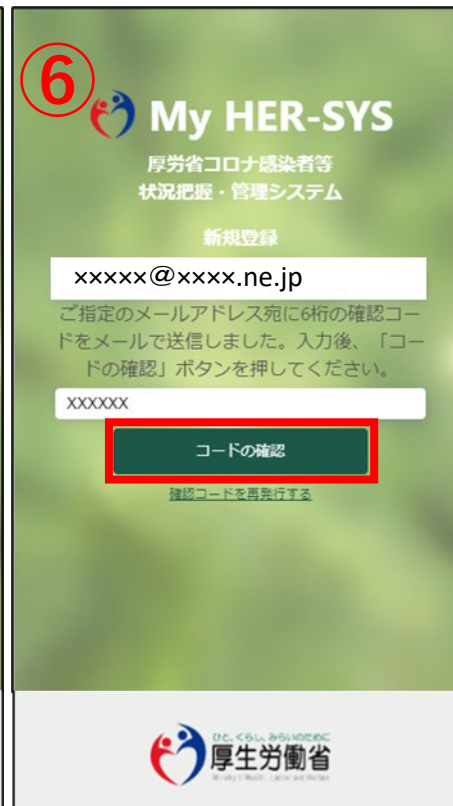 ⑥
My HER-SYS
厚労省コロナ感染者等
状況把握・管理システム
新規登録
×××××@××××.ne.jp
ご指定のメールアドレス宛に6桁の確認コー
ドをメールで送信しました。入力後、「コー
ドの確認」ボタンを押してください。
XXXXXX
コードの確認
確認コードを再発行する
ひと、くらし、みらいのために
厚生労働省
Ministry of Health, Labour and Welfare